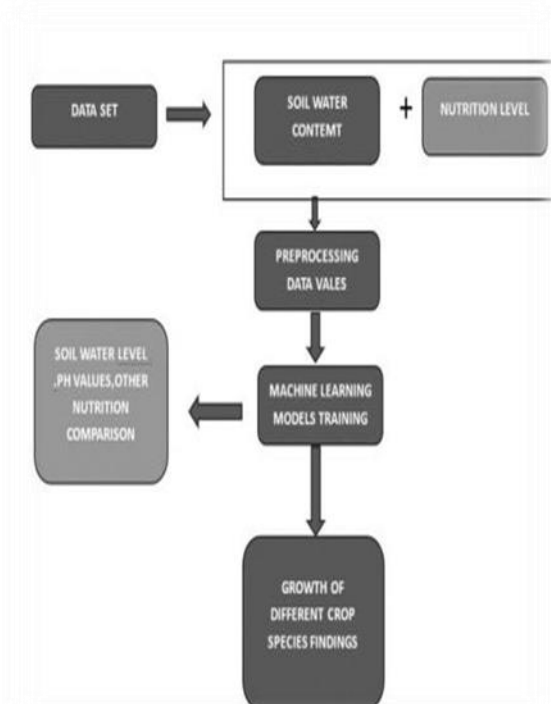 DATA SET
SOIL WATER
CONTEMT
+
NUTRITION LEVEL
PREPROCESSING
DATA VALES
SOIL WATER LEVEL
.PH VALUES,OTHER
NUTRITION
COMPARISON
MACHINE LEARNING
MODELS TRAINING
GROWTH OF
DIFFERENT CROP
SPECIES FINDINGS